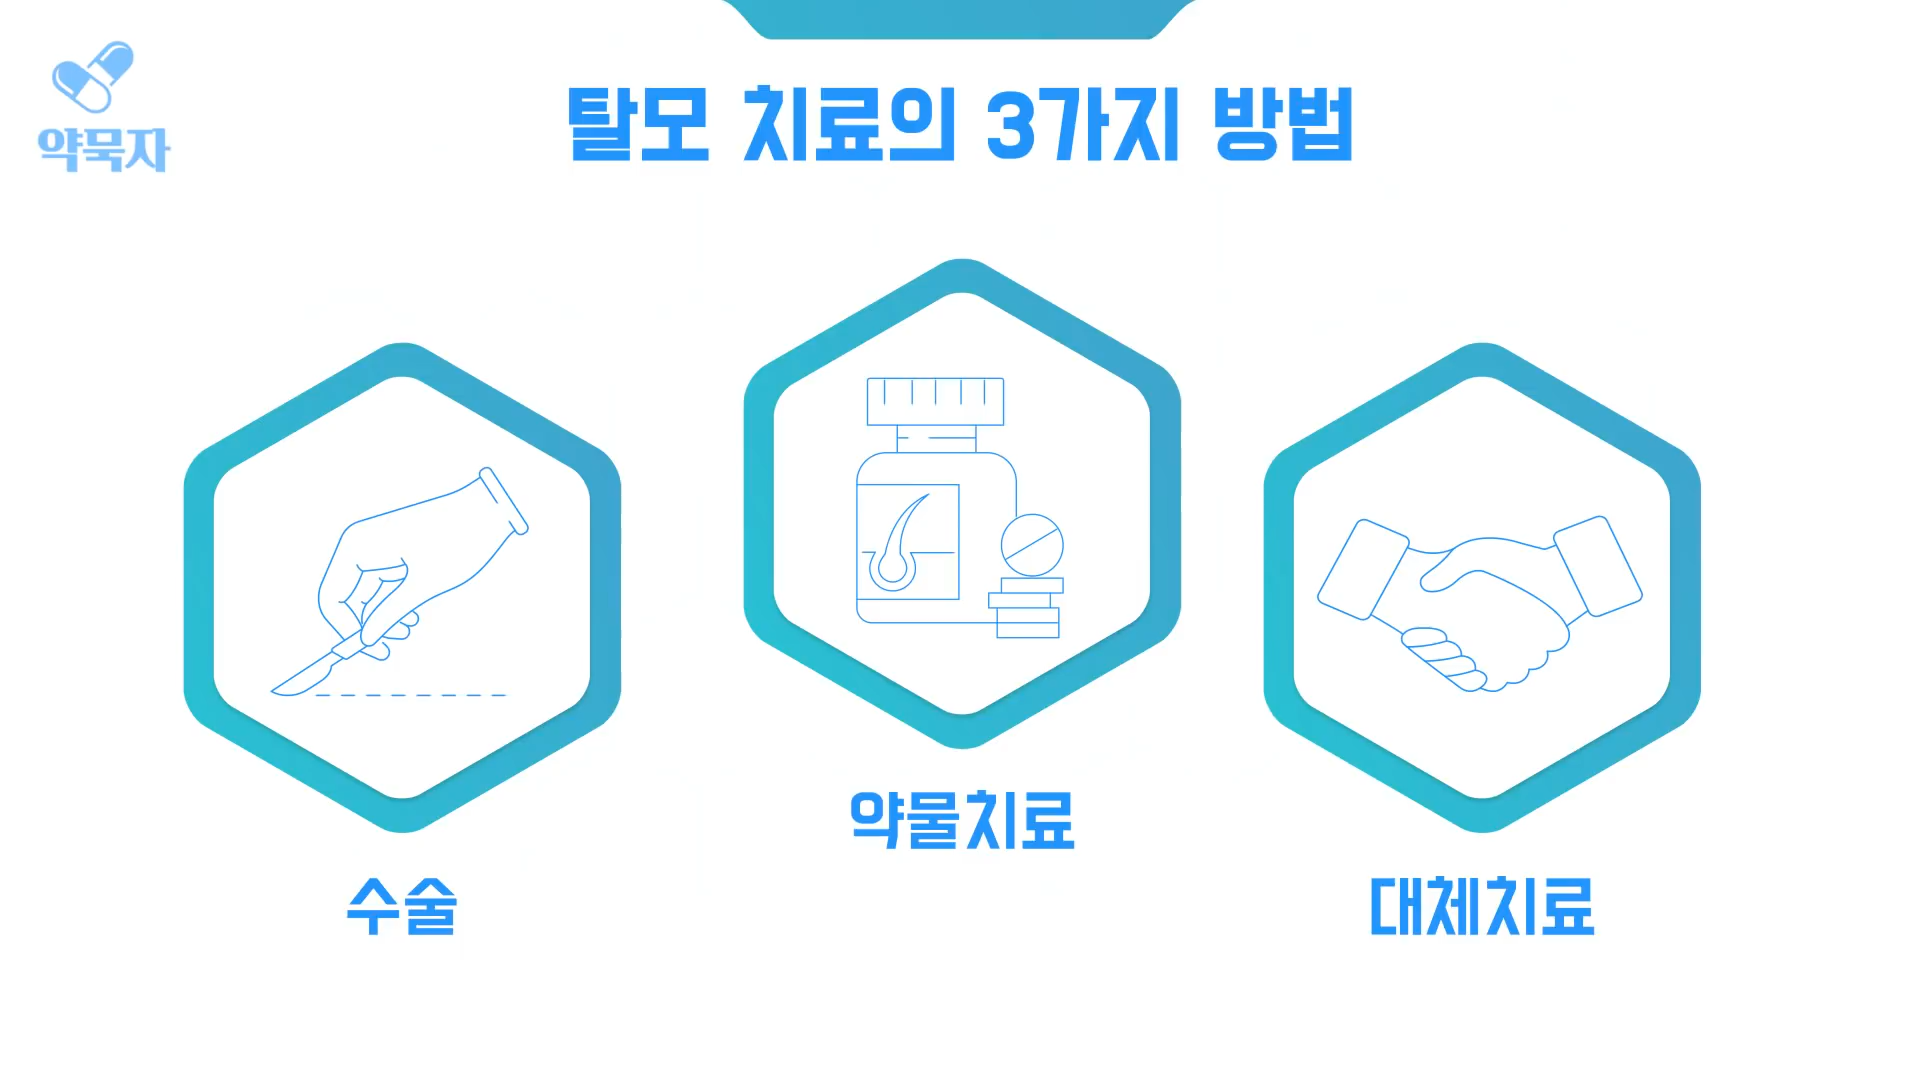 약묵자
탈모 치료의 3가지 방법
수술
약물치료
대체치료